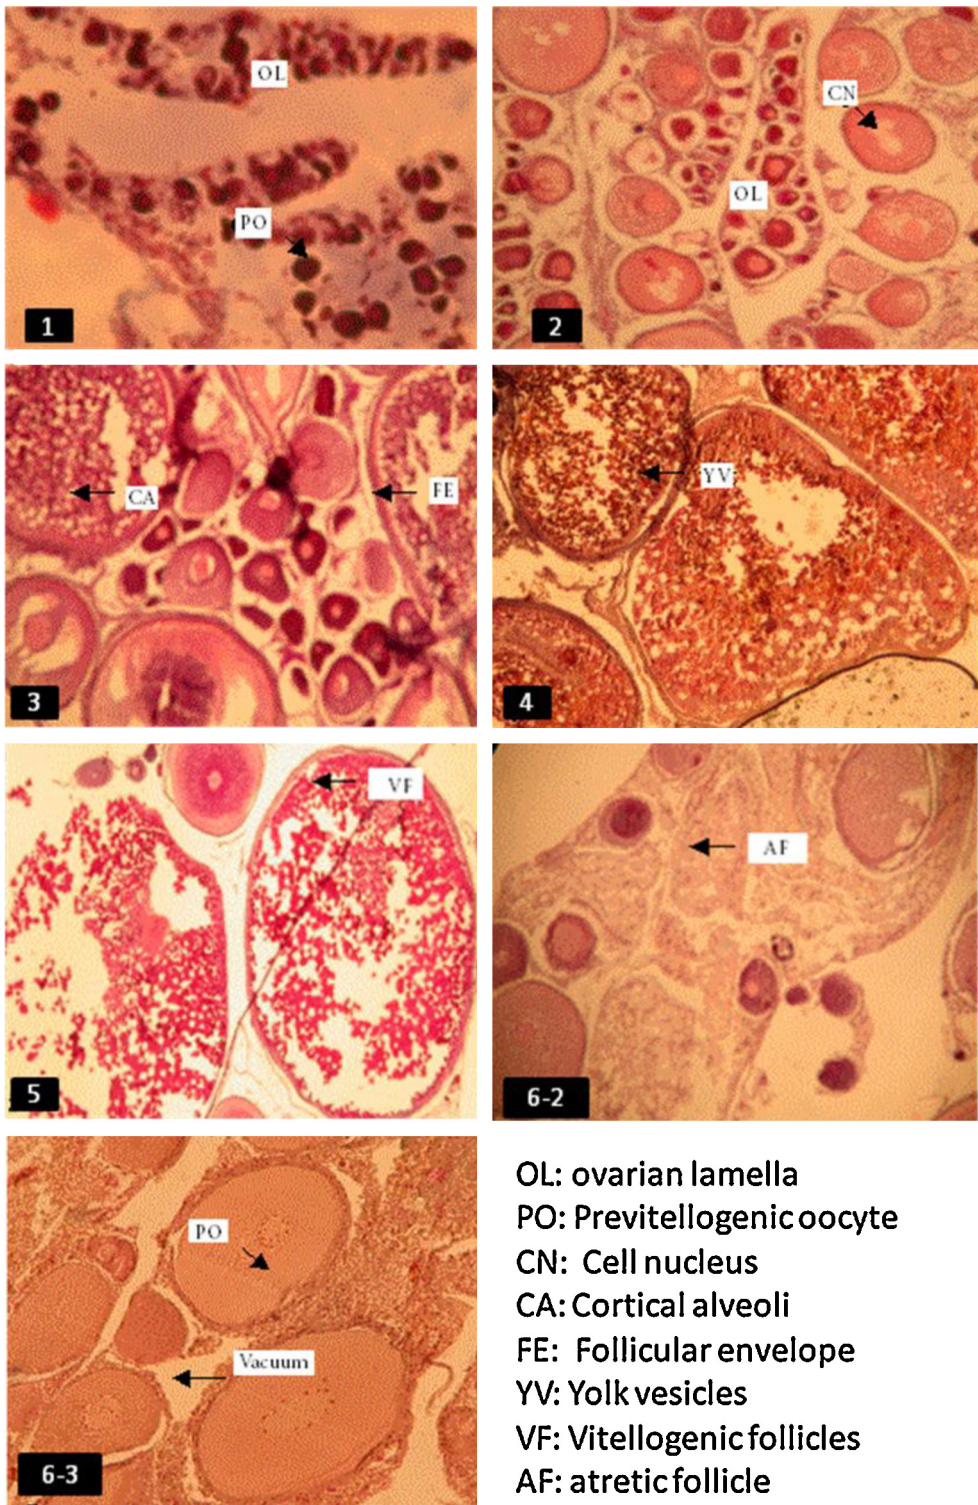 OL
PO
1
CN
OL
2
CA
FE
3
YV
4
VF
5
AF
6-2
PO
Vacuum
6-3
OL: ovarian lamella
PO: Previtellogenic oocyte
CN: Cell nucleus
CA: Cortical alveoli
FE: Follicular envelope
YV: Yolk vesicles
VF: Vitellogenic follicles
AF: atretic follicle